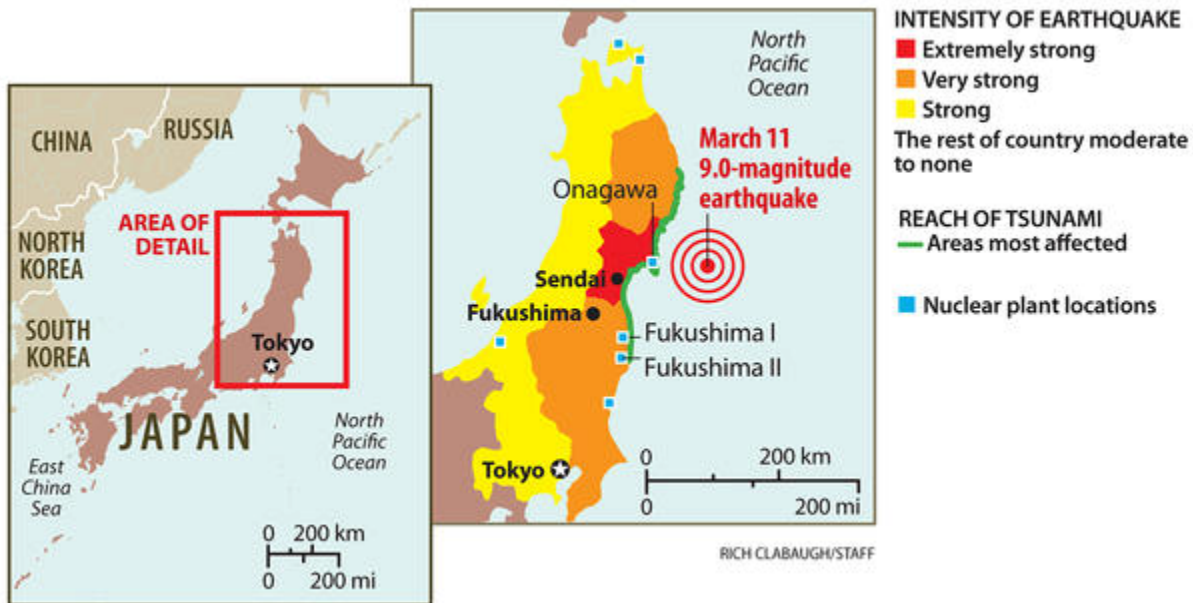 CHINA
RUSSIA
AREA OF
DETAIL
NORTH
KOREA
SOUTH
KOREA
Tokyo
JAPAN
North
Pacific
Ocean
East
China
Sea
0 200 km
0 200 mi
North
Pacific
Ocean
March 11
9.0-magnitude
earthquake
Onagawa
Sendai
Fukushima
Fukushima I
Fukushima II
Tokyo
0 200 km
0 200 mi
RICH CLABAUGH/STAFF
INTENSITY OF EARTHQUAKE
Extremely strong
Very strong
Strong
The rest of country moderate
to none
REACH OF TSUNAMI
Areas most affected
Nuclear plant locations